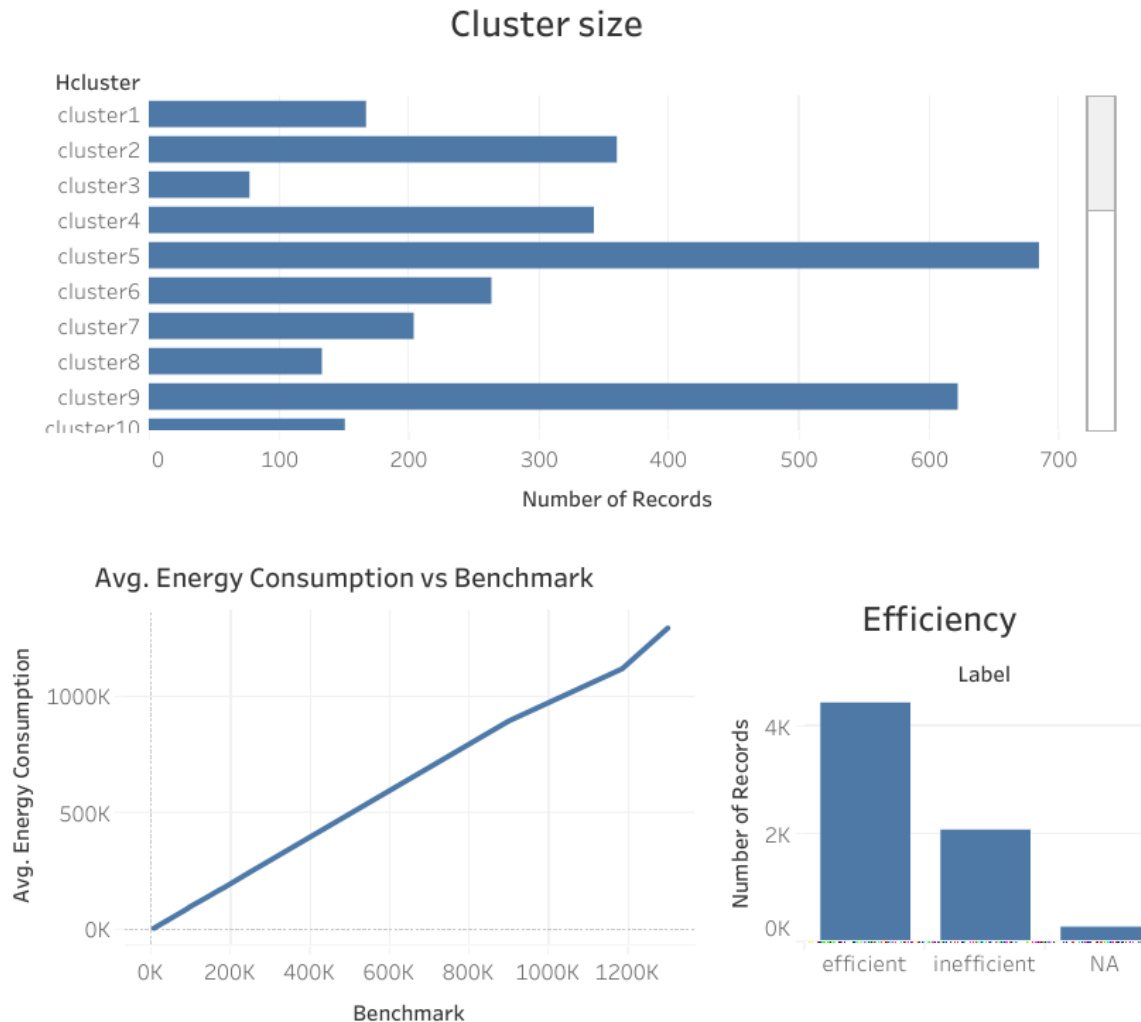 Cluster size
Hcluster
cluster1
cluster2
cluster3
cluster4
cluster5
cluster6
cluster7
cluster8
cluster9
cluster10
0 100 200 300 400 500 600 700
Number of Records
Avg. Energy Consumption vs Benchmark
Avg. Energy Consumption
1000K
500K
0K
0K 200K 400K 600K 800K 1000K 1200K
Benchmark
Efficiency
Label
Number of Records
4K
2K
0K
efficient inefficient NA